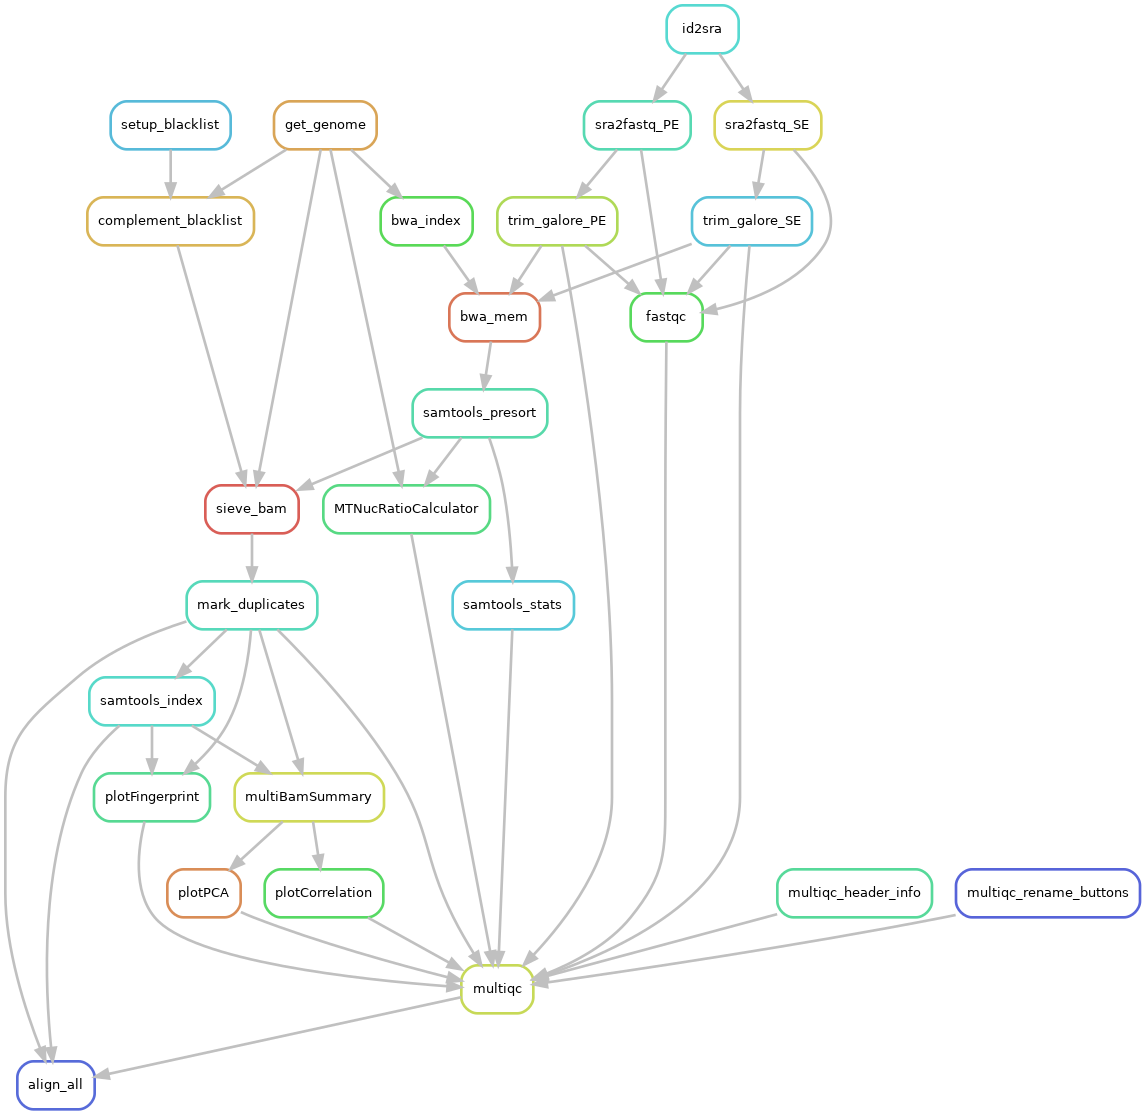 id2sra
setup_blacklist
get_genome
sra2fastq_PE
sra2fastq_SE
complement_blacklist
bwa_index
trim_galore_PE
trim_galore_SE
bwa_mem
fastqc
samtools_presort
sieve_bam
MTNucRatioCalculator
mark_duplicates
samtools_stats
samtools_index
plotFingerprint
multiBamSummary
plotPCA
plotCorrelation
multiqc_header_info
multiqc_rename_buttons
multiqc
align_all